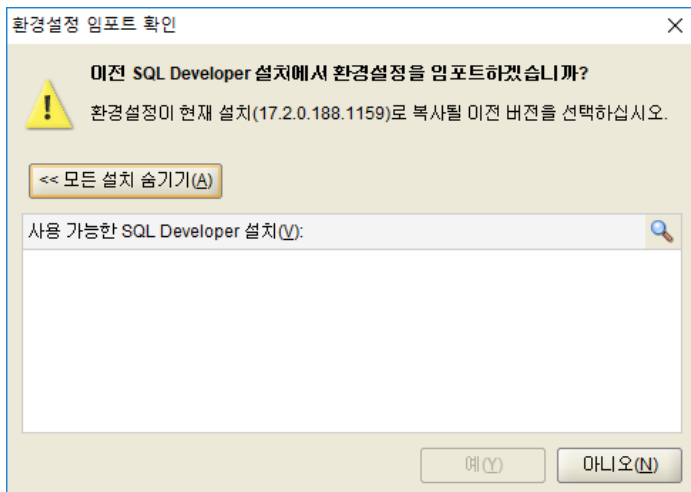 환경설정 임포트 확인
이전 SQL Developer 설치에서 환경설정을 임포트하겠습니까?
환경설정이 현재 설치(17.2.0.188.1159)로 복사될 이전 버전을 선택하십시오.
<< 모든 설치 숨기기(A)
사용 가능한 SQL Developer 설치(V):
예(Y)
아니오(N)